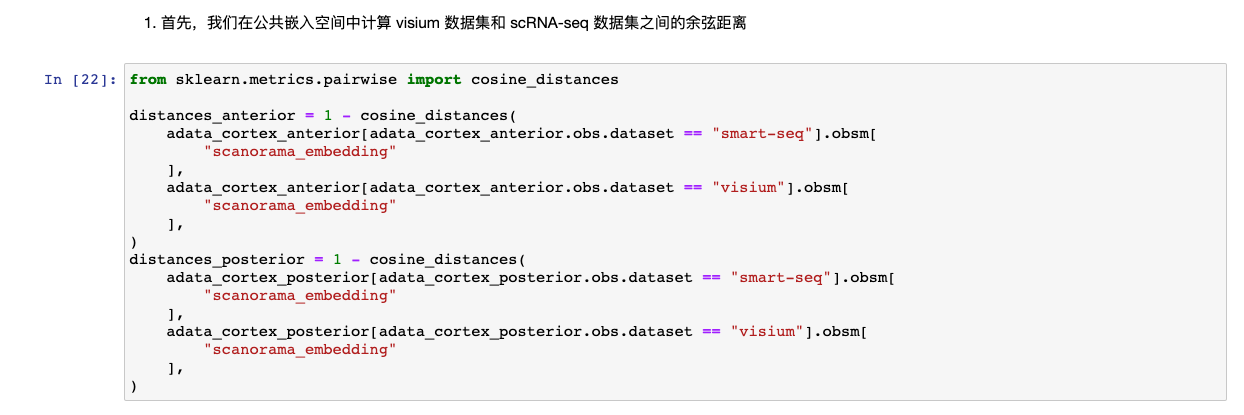 1. 首先，我们在公共嵌入空间中计算 visium 数据集和 scRNA-seq 数据集之间的余弦距离
In [22]: from sklearn.metrics.pairwise import cosine_distances
distances_anterior = 1 - cosine_distances(
    adata_cortex_anterior[adata_cortex_anterior.obs.dataset == "smart-seq"].obsm[
        "scanorama_embedding"
    ],
    adata_cortex_anterior[adata_cortex_anterior.obs.dataset == "visium"].obsm[
        "scanorama_embedding"
    ],
)
distances_posterior = 1 - cosine_distances(
    adata_cortex_posterior[adata_cortex_posterior.obs.dataset == "smart-seq"].obsm[
        "scanorama_embedding"
    ],
    adata_cortex_posterior[adata_cortex_posterior.obs.dataset == "visium"].obsm[
        "scanorama_embedding"
    ],
)